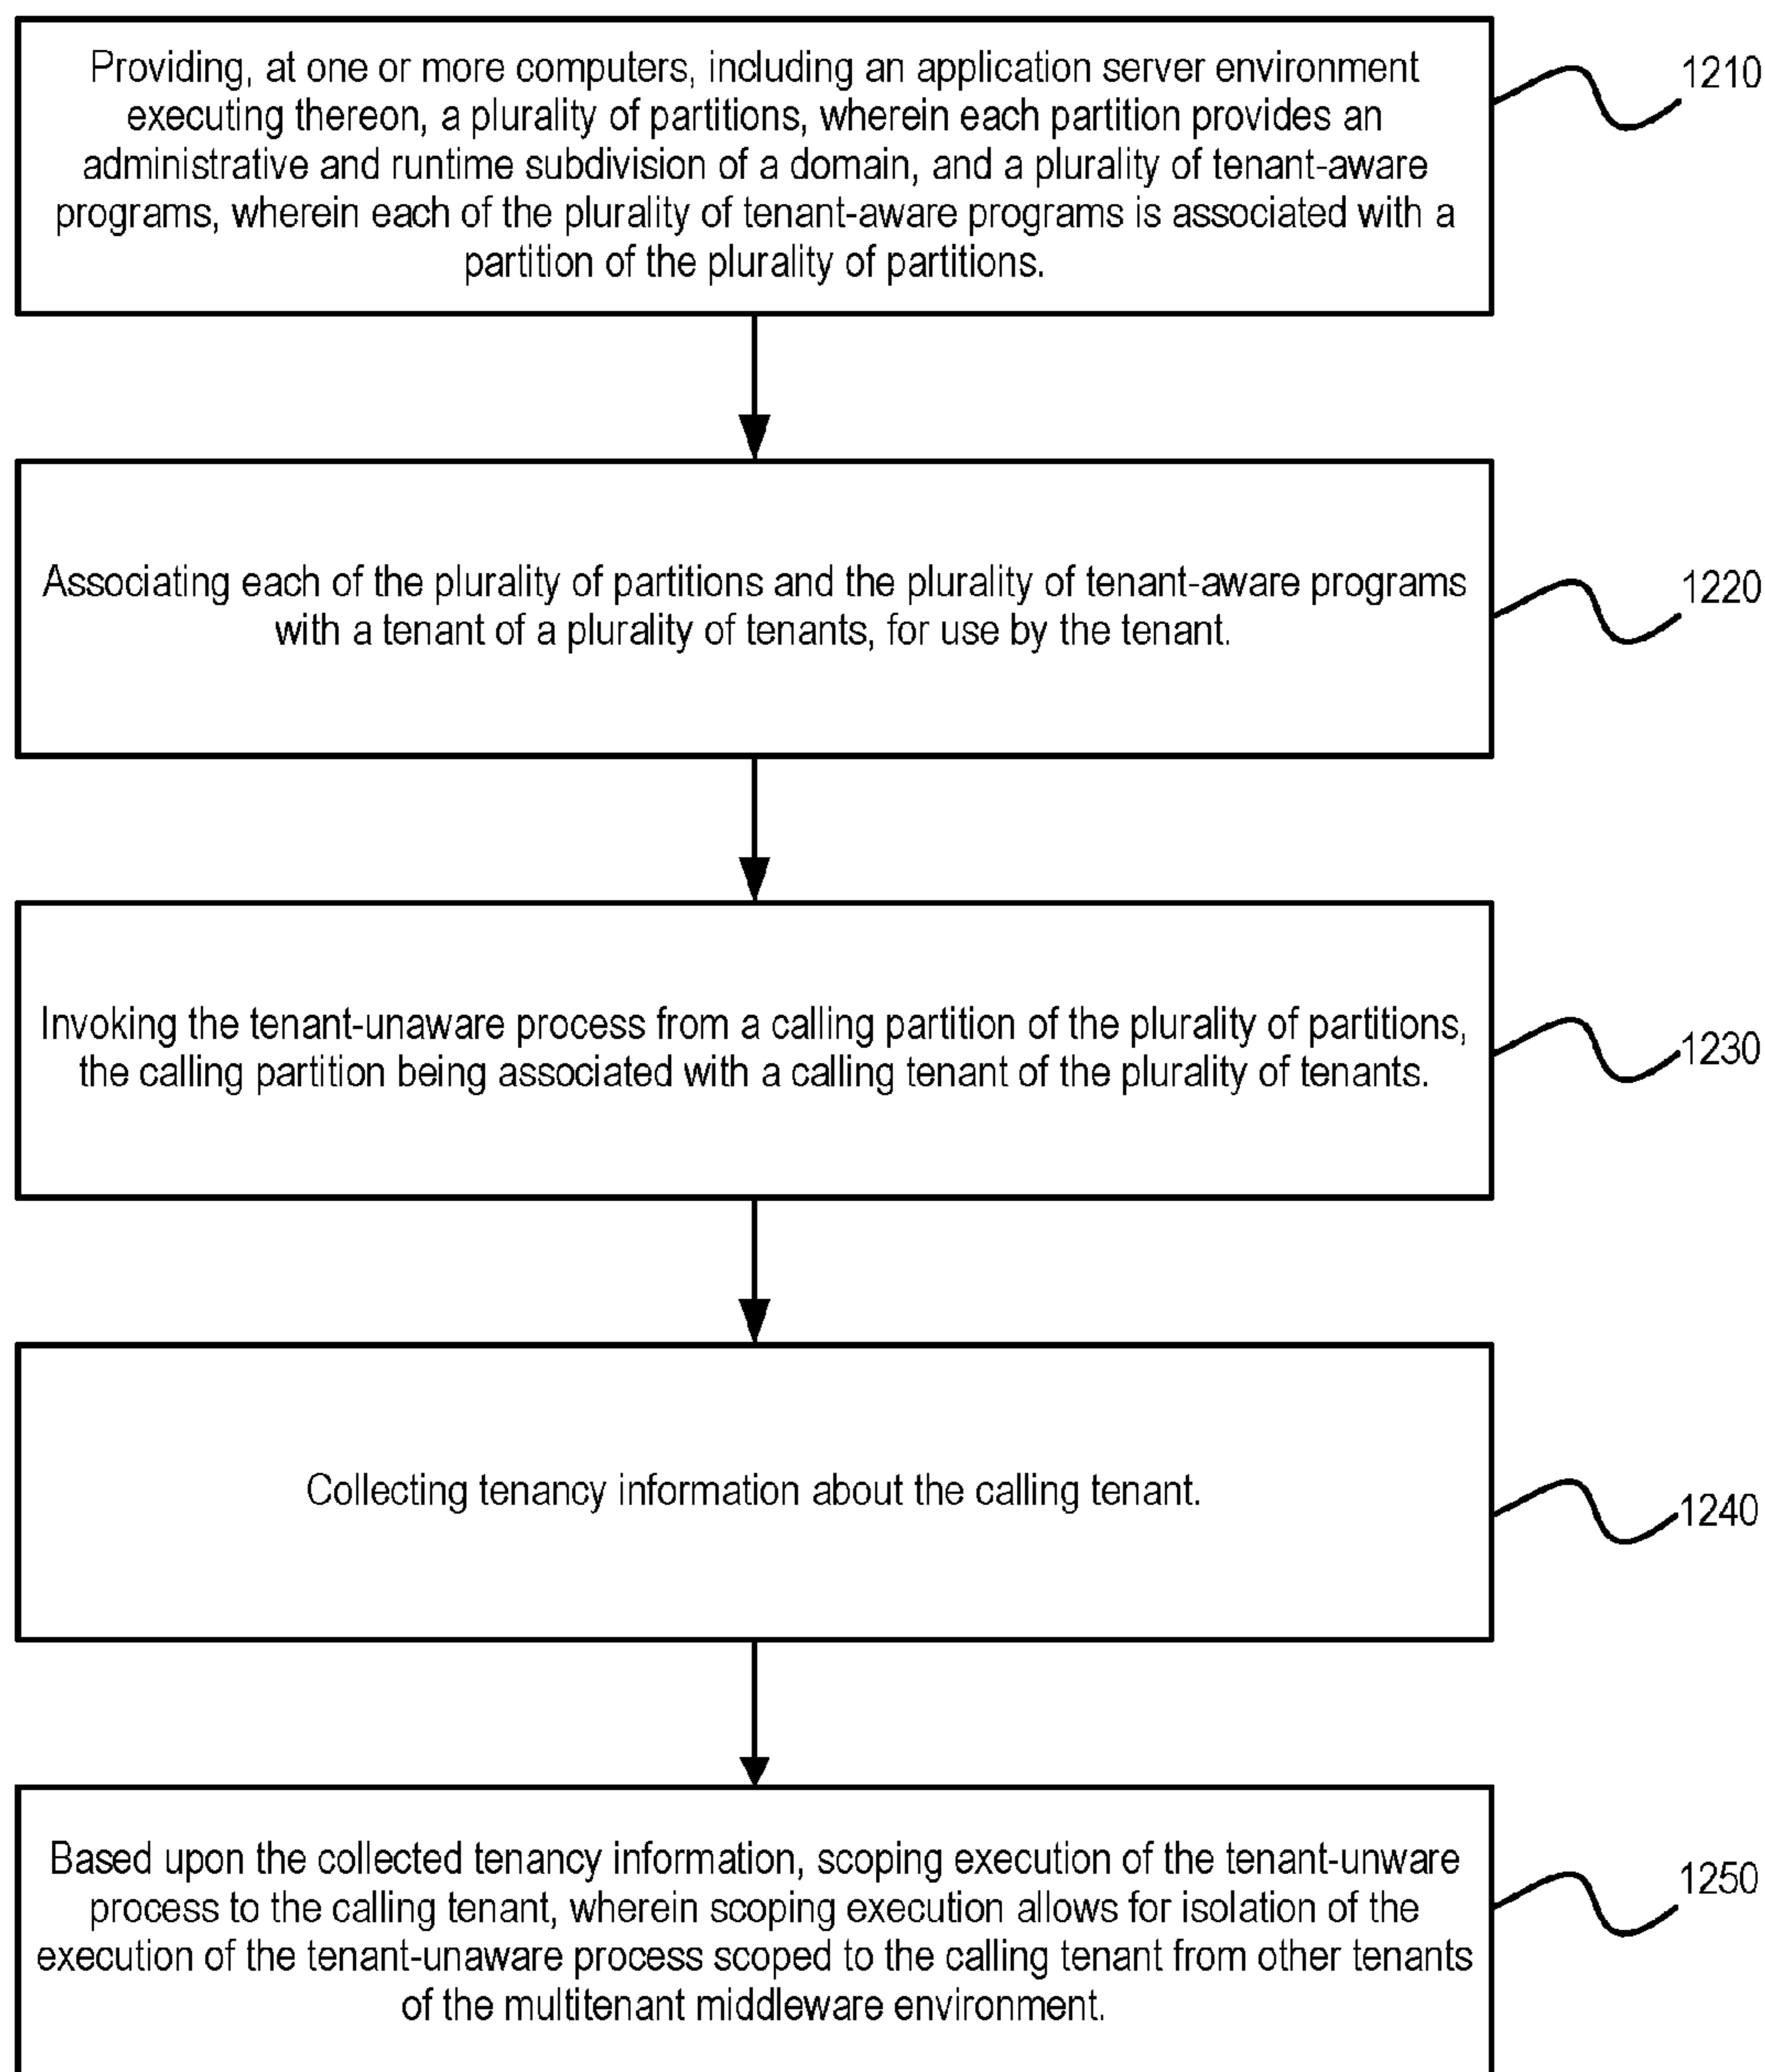 Providing, at one or more computers, including an application server environment
executing thereon, a plurality of partitions, wherein each partition provides an
administrative and runtime subdivision of a domain, and a plurality of tenant-aware
programs, wherein each of the plurality of tenant-aware programs is associated with a
partition of the plurality of partitions.
1210
Associating each of the plurality of partitions and the plurality of tenant-aware programs
with a tenant of a plurality of tenants, for use by the tenant.
1220
Invoking the tenant-unaware process from a calling partition of the plurality of partitions,
the calling partition being associated with a calling tenant of the plurality of tenants.
1230
Collecting tenancy information about the calling tenant.
1240
Based upon the collected tenancy information, scoping execution of the tenant-unware
process to the calling tenant, wherein scoping execution allows for isolation of the
execution of the tenant-unaware process scoped to the calling tenant from other tenants
of the multitenant middleware environment.
1250